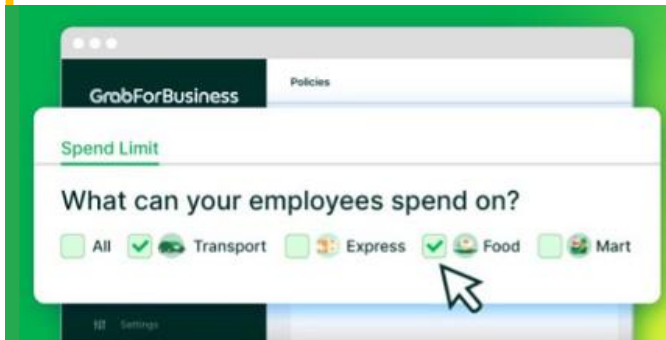 GrabForBusiness
Policies
Spend Limit
What can your employees spend on?
All Transport Express Food Mart
Settings